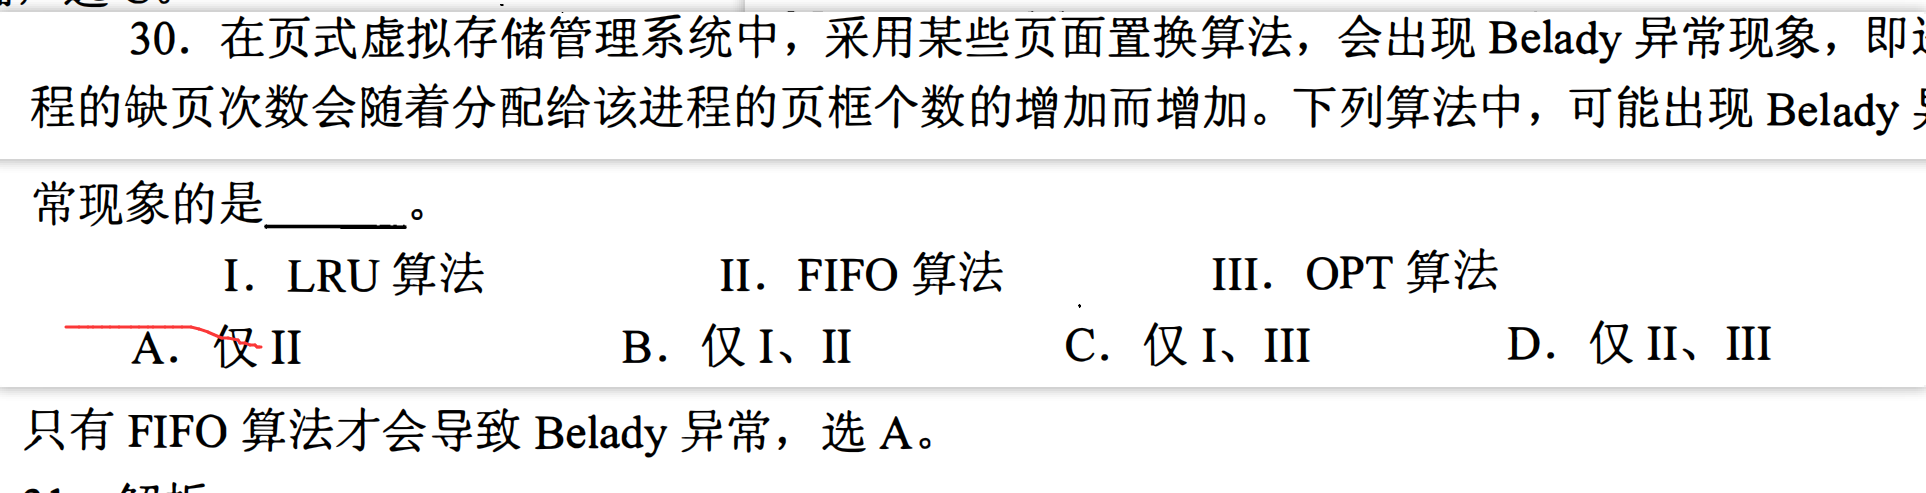 30．在页式虚拟存储管理系统中，采用某些页面置换算法，会出现 Belady 异常现象，即
程的缺页次数会随着分配给该进程的页框个数的增加而增加。下列算法中，可能出现 Belady
常现象的是______。
I．LRU 算法 II．FIFO 算法 III．OPT 算法
A．仅 II B．仅 I、II C．仅 I、III D．仅 II、III
只有 FIFO 算法才会导致 Belady 异常，选 A。